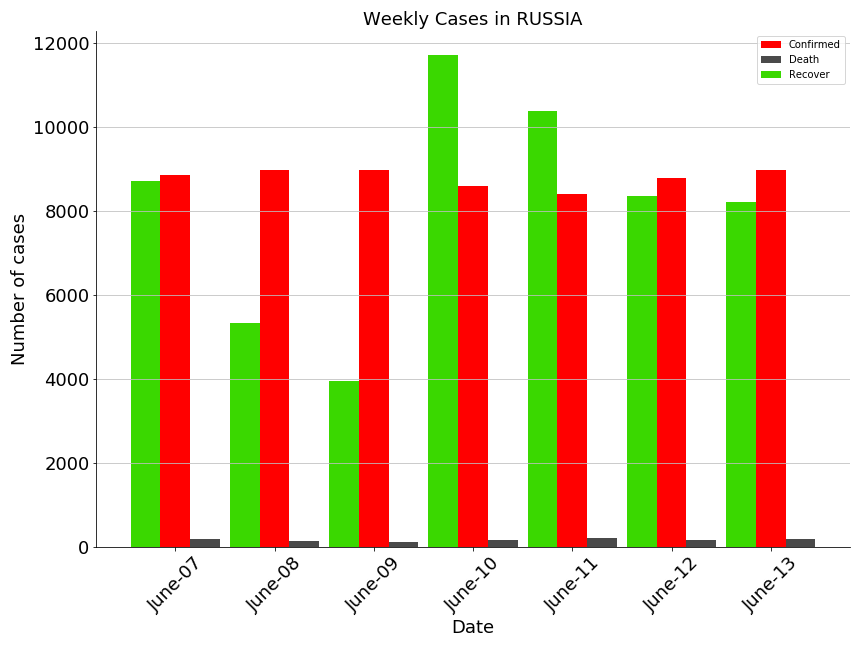 Weekly Cases in RUSSIA
Confirmed
Death
Recover
12000
10000
8000
6000
4000
2000
0
Number of cases
June-07
June-08
June-09
June-10
June-11
June-12
June-13
Date